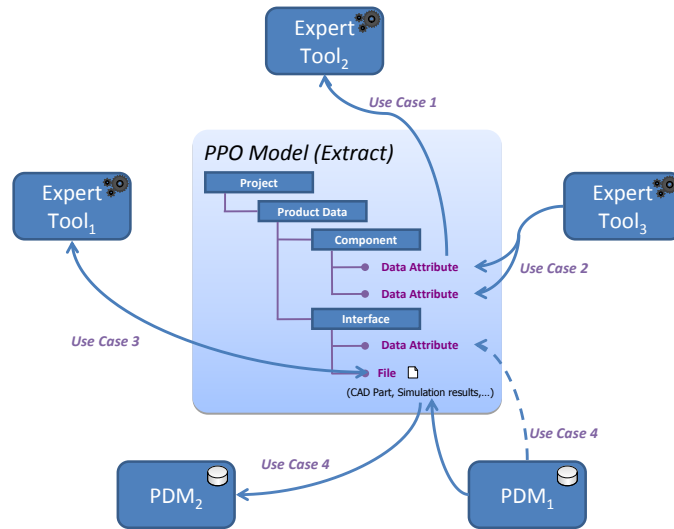 Expert
Tool2
Use Case 1
PPO Model (Extract)
Project
Product Data
Component
Data Attribute
Data Attribute
Interface
Data Attribute
File
(CAD Part, Simulation results,...)
Expert
Tool1
Expert
Tool3
Use Case 2
Use Case 3
Use Case 4
Use Case 4
PDM2
PDM1